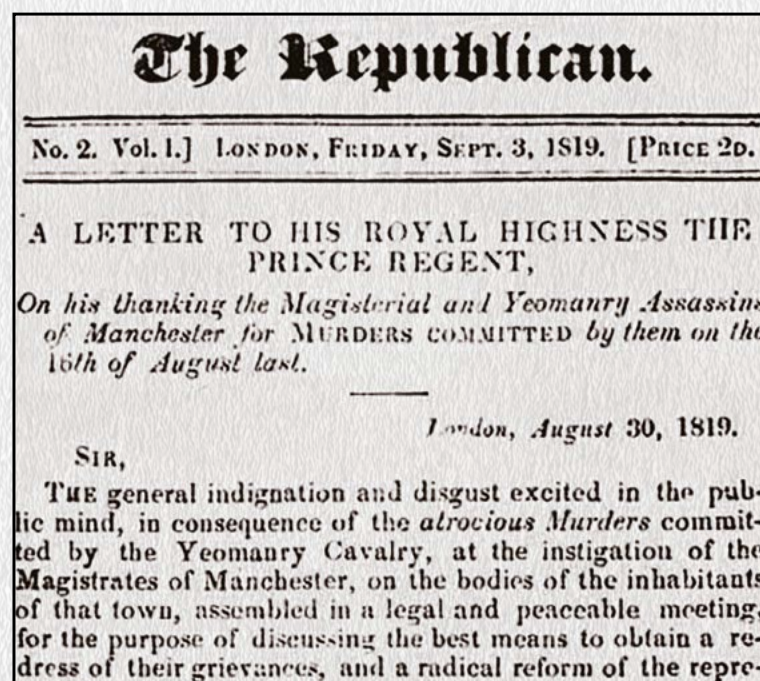 The Republican.
No. 2. Vol. 1.] LONDON, FRIDAY, SEPT. 3, 1819. [PRICE 2D.
A LETTER TO HIS ROYAL HIGHNESS THE
PRINCE REGENT,
On his thanking the Magisterial and Yeomanry Assassins
of Manchester for MURDERS COMMITTED by them on the
16th of August last.
London, August 30, 1819.
SIR,
THE general indignation and disgust excited in the pub-
lic mind, in consequence of the atrocious Murders commit-
ted by the Yeomanry Cavalry, at the instigation of the
Magistrates of Manchester, on the bodies of the inhabitants
of that town, assembled in a legal and peaceable meeting,
for the purpose of discussing the best means to obtain a re-
dress of their grievances, and a radical reform of the repre-